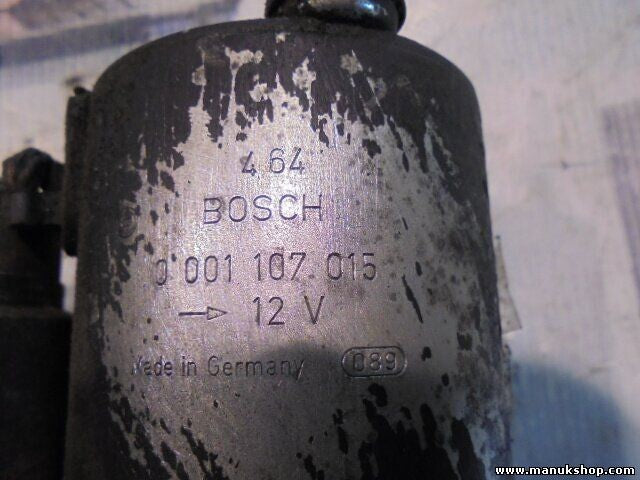 4 64
BOSCH
0 001 107 015
→ 12 V
Made in Germany 089
www.manukshop.com